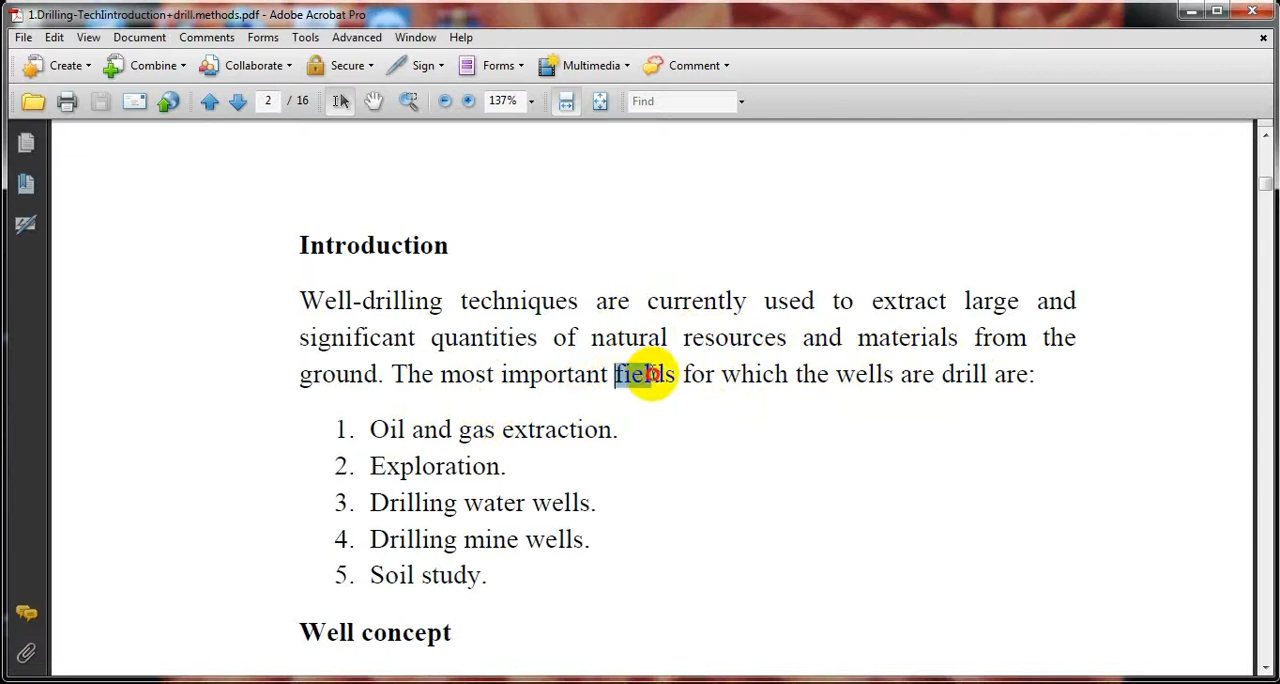 1.Drilling-TechIintroduction+drill.methods.pdf - Adobe Acrobat Pro
File Edit View Document Comments Forms Tools Advanced Window Help
Create Combine Collaborate Secure Sign Forms Multimedia Comment
2 / 16 137% Find
Introduction
Well-drilling techniques are currently used to extract large and
significant quantities of natural resources and materials from the
ground. The most important fields for which the wells are drill are:
1. Oil and gas extraction.
2. Exploration.
3. Drilling water wells.
4. Drilling mine wells.
5. Soil study.
Well concept